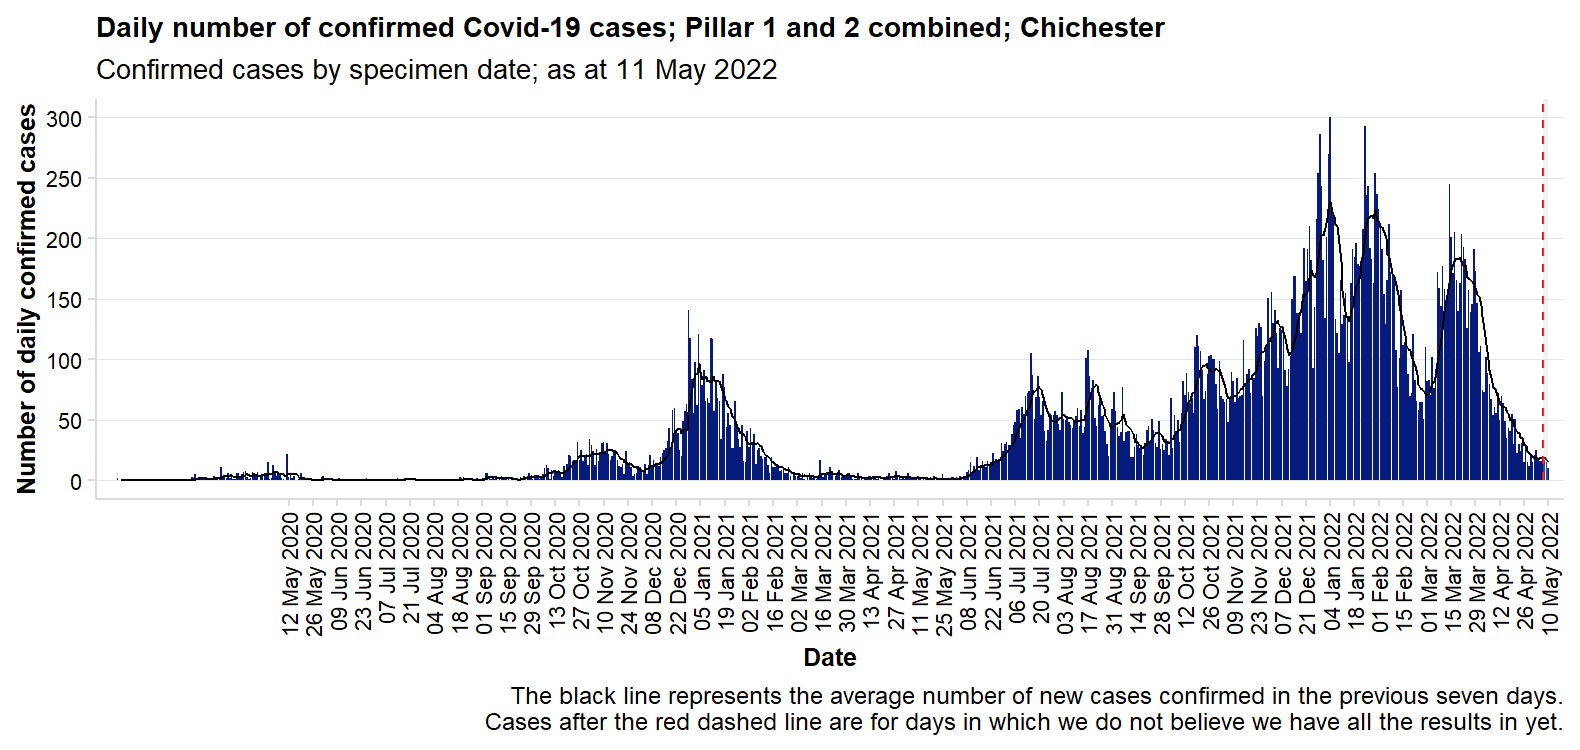 Daily number of confirmed Covid-19 cases; Pillar 1 and 2 combined; Chichester
Confirmed cases by specimen date; as at 11 May 2022
Number of daily confirmed cases
300
250
200
150
100
50
0
12 May 2020
26 May 2020
09 Jun 2020
23 Jun 2020
07 Jul 2020
21 Jul 2020
04 Aug 2020
18 Aug 2020
01 Sep 2020
15 Sep 2020
29 Sep 2020
13 Oct 2020
27 Oct 2020
10 Nov 2020
24 Nov 2020
08 Dec 2020
22 Dec 2020
05 Jan 2021
19 Jan 2021
02 Feb 2021
16 Feb 2021
02 Mar 2021
16 Mar 2021
30 Mar 2021
13 Apr 2021
27 Apr 2021
11 May 2021
25 May 2021
08 Jun 2021
22 Jun 2021
06 Jul 2021
20 Jul 2021
03 Aug 2021
17 Aug 2021
31 Aug 2021
14 Sep 2021
28 Sep 2021
12 Oct 2021
26 Oct 2021
09 Nov 2021
23 Nov 2021
07 Dec 2021
21 Dec 2021
04 Jan 2022
18 Jan 2022
01 Feb 2022
15 Feb 2022
01 Mar 2022
15 Mar 2022
29 Mar 2022
12 Apr 2022
26 Apr 2022
10 May 2022
Date
The black line represents the average number of new cases confirmed in the previous seven days.
Cases after the red dashed line are for days in which we do not believe we have all the results in yet.